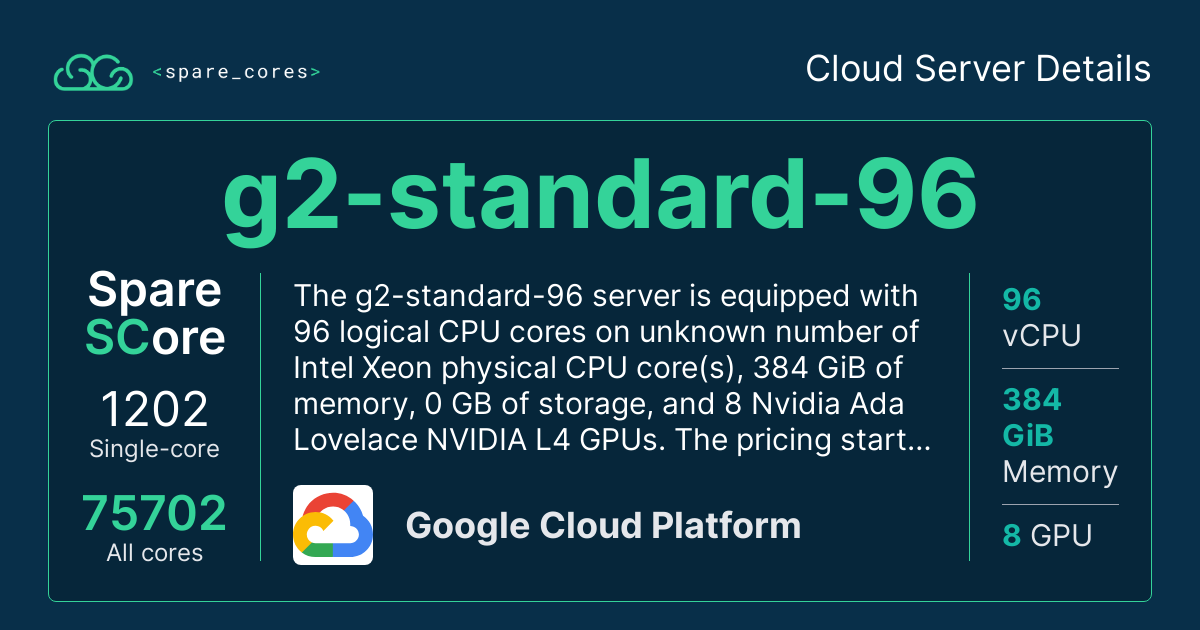 <spare_cores>
Cloud Server Details
g2-standard-96
Spare
SCore
1202
Single-core
75702
All cores
The g2-standard-96 server is equipped with
96 logical CPU cores on unknown number of
Intel Xeon physical CPU core(s), 384 GiB of
memory, 0 GB of storage, and 8 Nvidia Ada
Lovelace NVIDIA L4 GPUs. The pricing start...
Google Cloud Platform
96
vCPU
384
GiB
Memory
8 GPU